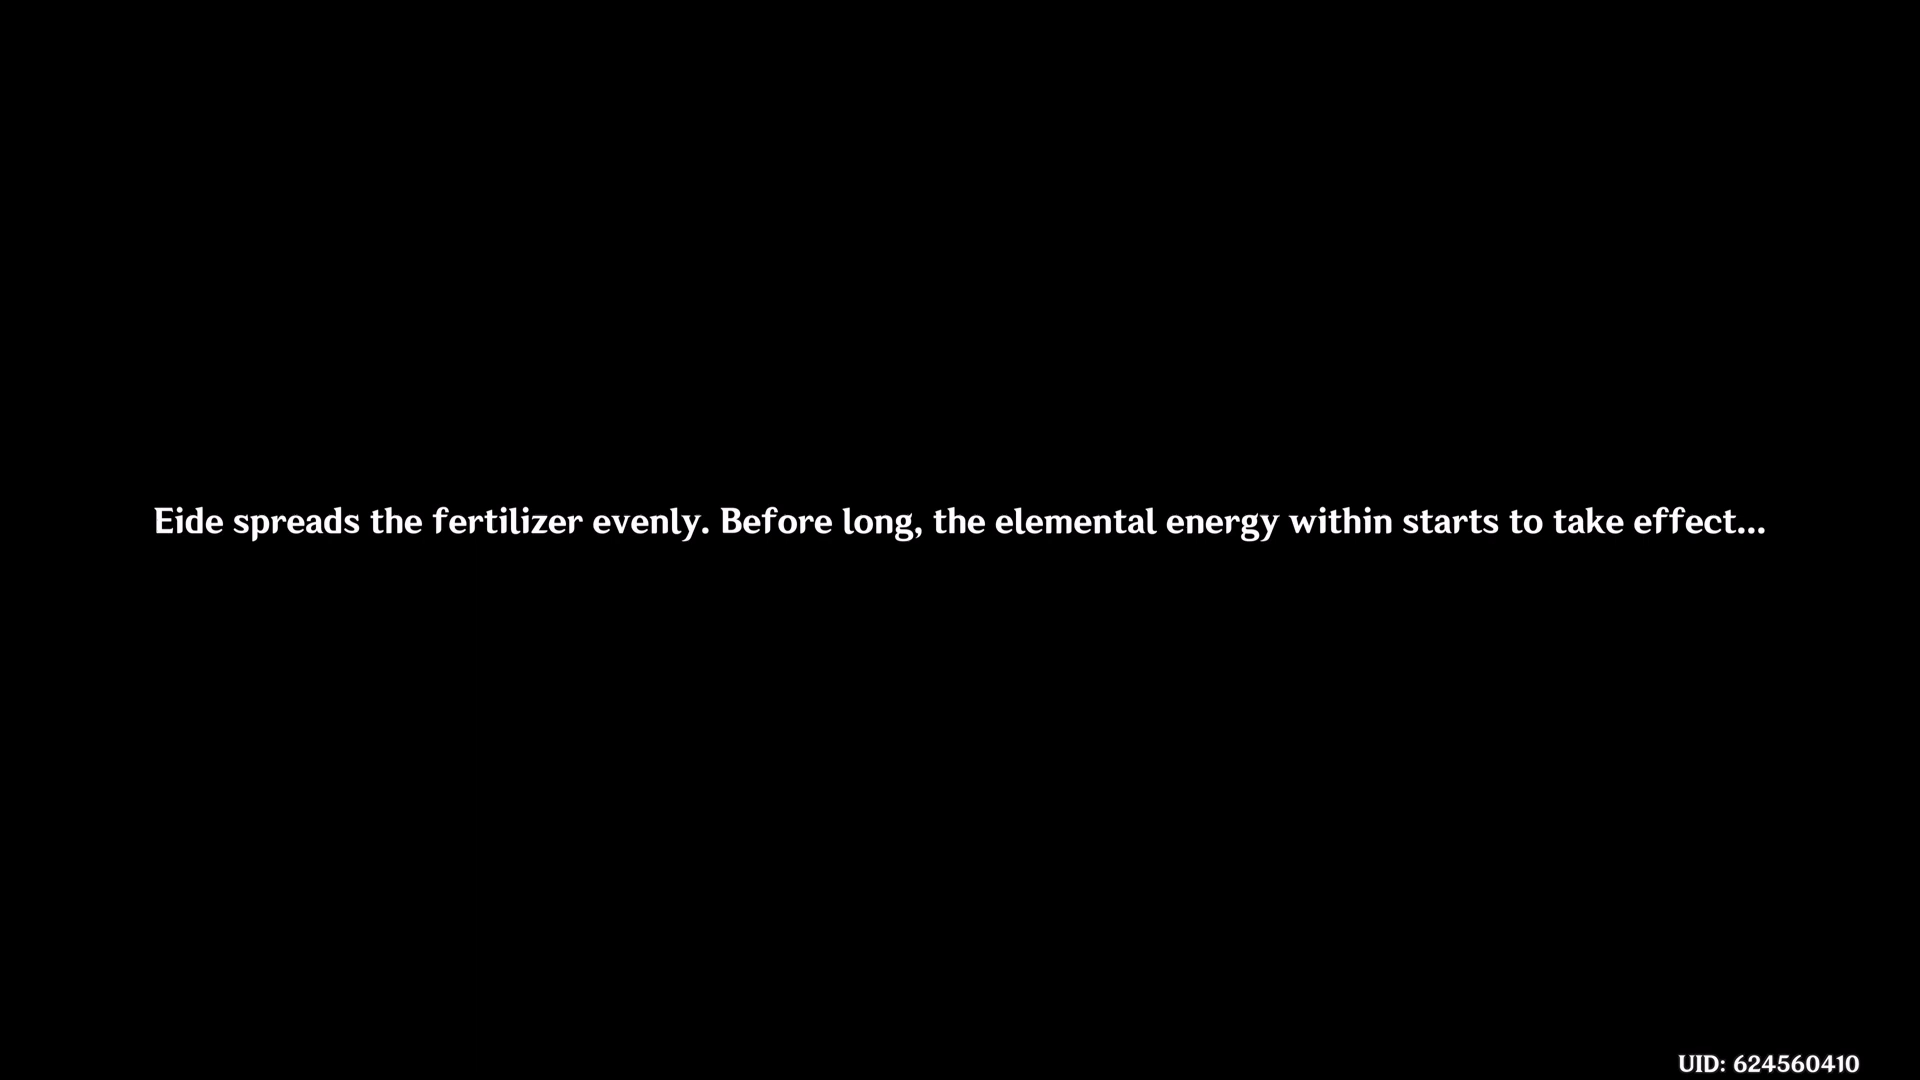 Eide spreads the fertilizer evenly. Before long, the elemental energy within starts to take effect...
UID: 624560410